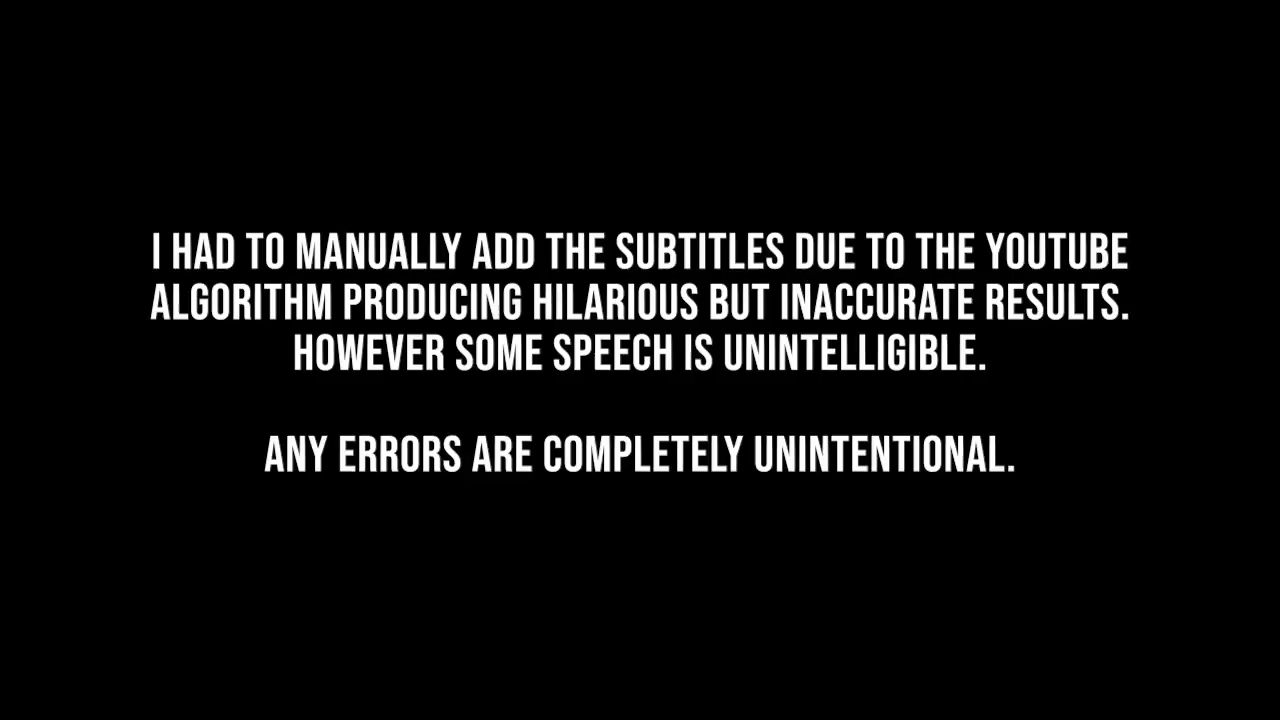 I HAD TO MANUALLY ADD THE SUBTITLES DUE TO THE YOUTUBE
ALGORITHM PRODUCING HILARIOUS BUT INACCURATE RESULTS.
HOWEVER SOME SPEECH IS UNINTELLIGIBLE.
ANY ERRORS ARE COMPLETELY UNINTENTIONAL.